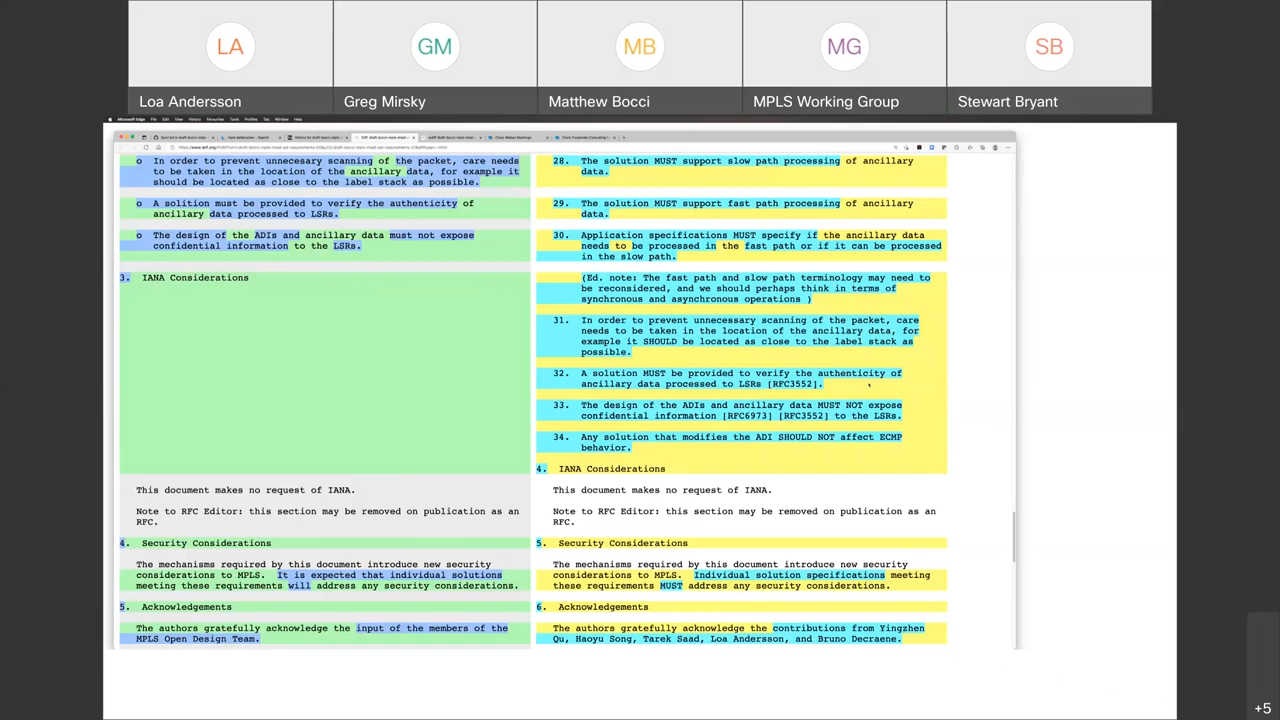 LA
GM
MB
MG
SB
Loa Andersson
Greg Mirsky
Matthew Bocci
MPLS Working Group
Stewart Bryant
Microsoft Edge File Edit View History Favourites Tools Profiles Tab Window Help
o In order to prevent unnecesary scanning of the packet, care needs
to be taken in the location of the ancillary data, for example it
should be located as close to the label stack as possible.
o A solition must be provided to verify the authenticity of
ancillary data processed to LSRs.
o The design of the ADIs and ancillary data must not expose
confidential information to the LSRs.
3. IANA Considerations
This document makes no request of IANA.
Note to RFC Editor: this section may be removed on publication as an
RFC.
4. Security Considerations
The mechanisms required by this document introduce new security
considerations to MPLS. It is expected that individual solutions
meeting these requirements will address any security considerations.
5. Acknowledgements
The authors gratefully acknowledge the input of the members of the
MPLS Open Design Team.
28. The solution MUST support slow path processing of ancillary
data.
29. The solution MUST support fast path processing of ancillary
data.
30. Application specifications MUST specify if the ancillary data
needs to be processed in the fast path or if it can be processed
in the slow path.
(Ed. note: The fast path and slow path terminology may need to
be reconsidered, and we should perhaps think in terms of
synchronous and asynchronous operations )
31. In order to prevent unnecessary scanning of the packet, care
needs to be taken in the location of the ancillary data, for
example it SHOULD be located as close to the label stack as
possible.
32. A solution MUST be provided to verify the authenticity of
ancillary data processed to LSRs [RFC3552].
33. The design of the ADIs and ancillary data MUST NOT expose
confidential information [RFC6973] [RFC3552] to the LSRs.
34. Any solution that modifies the ADI SHOULD NOT affect ECMP
behavior.
4. IANA Considerations
This document makes no request of IANA.
Note to RFC Editor: this section may be removed on publication as an
RFC.
5. Security Considerations
The mechanisms required by this document introduce new security
considerations to MPLS. Individual solution specifications meeting
these requirements MUST address any security considerations.
6. Acknowledgements
The authors gratefully acknowledge the contributions from Yingzhen
Qu, Haoyu Song, Tarek Saad, Loa Andersson, and Bruno Decraene.
+5